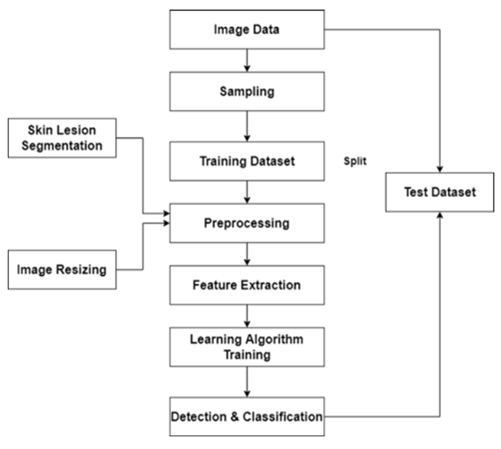 Image Data
Sampling
Skin Lesion
Segmentation
Training Dataset
Split
Test Dataset
Preprocessing
Image Resizing
Feature Extraction
Learning Algorithm
Training
Detection & Classification